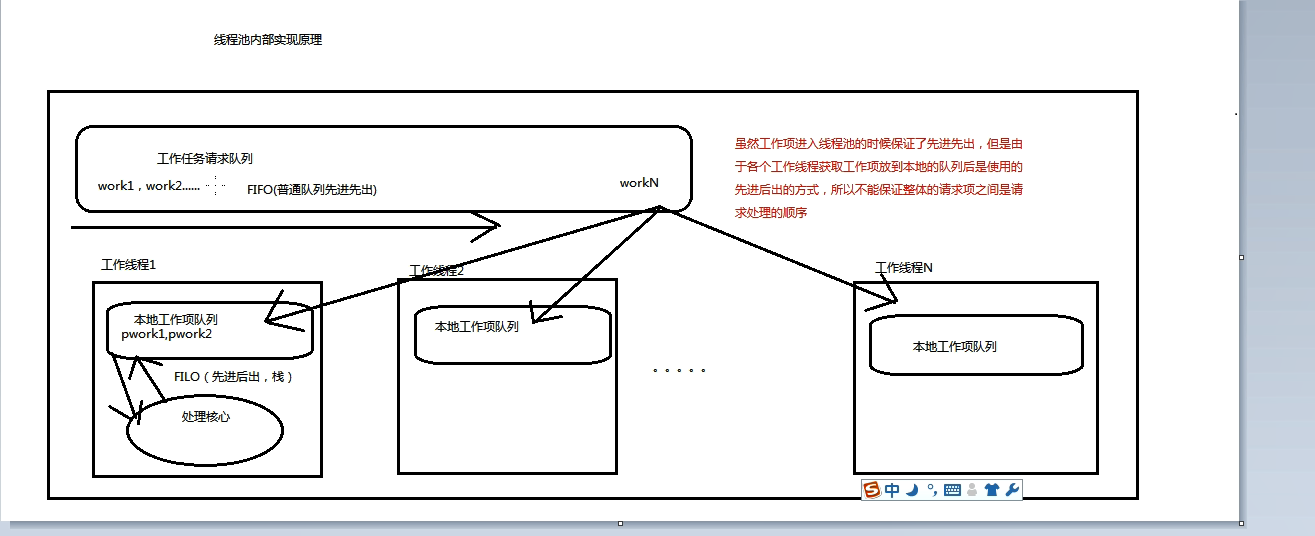 线程池内部实现原理
工作任务请求队列
work1，work2......
FIFO(普通队列先进先出)
workN
虽然工作项进入线程池的时候保证了先进先出，但是由
于各个工作线程获取工作项放到本地的队列后是使用的
先进后出的方式，所以不能保证整体的请求项之间是请
求处理的顺序
工作线程1
工作线程2
工作线程N
本地工作项队列
pwork1,pwork2
本地工作项队列
本地工作项队列
FILO（先进后出，栈）
处理核心
中